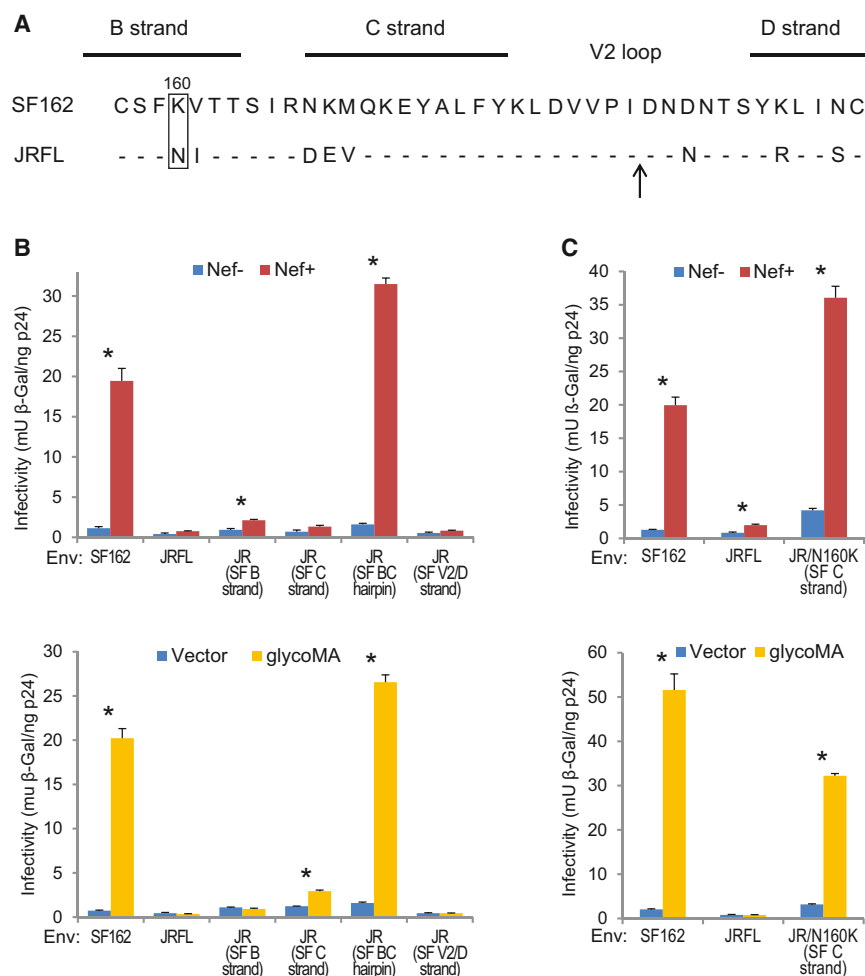 A
B strand C strand V2 loop D strand
160
SF162 C S F K V T T S I R N K M Q K E Y A L F Y K L D V V P I D N D N T S Y K L I N C
JRFL - - - N I - - - - - D E V - - - - - - - - - - - - - - - - - - N - - - - R - - S -
B
Nef- Nef+
Infectivity (mU β-Gal/ng p24)
30
25
20
15
10
5
0
* * *
Env: SF162 JRFL JR (SF B strand) JR (SF C strand) JR (SF BC hairpin) JR (SF V2/D strand)
Vector glycoMA
Infectivity (mu β-Gal/ng p24)
30
25
20
15
10
5
0
* * *
Env: SF162 JRFL JR (SF B strand) JR (SF C strand) JR (SF BC hairpin) JR (SF V2/D strand)
C
Nef- Nef+
Infectivity (mU ß-Gal/ng p24)
40
35
30
25
20
15
10
5
0
* * *
Env: SF162 JRFL JR/N160K (SF C strand)
Vector glycoMA
Infectivity (mU β-Gal/ng p24)
60
50
40
30
20
10
0
* *
Env: SF162 JRFL JR/N160K (SF C strand)